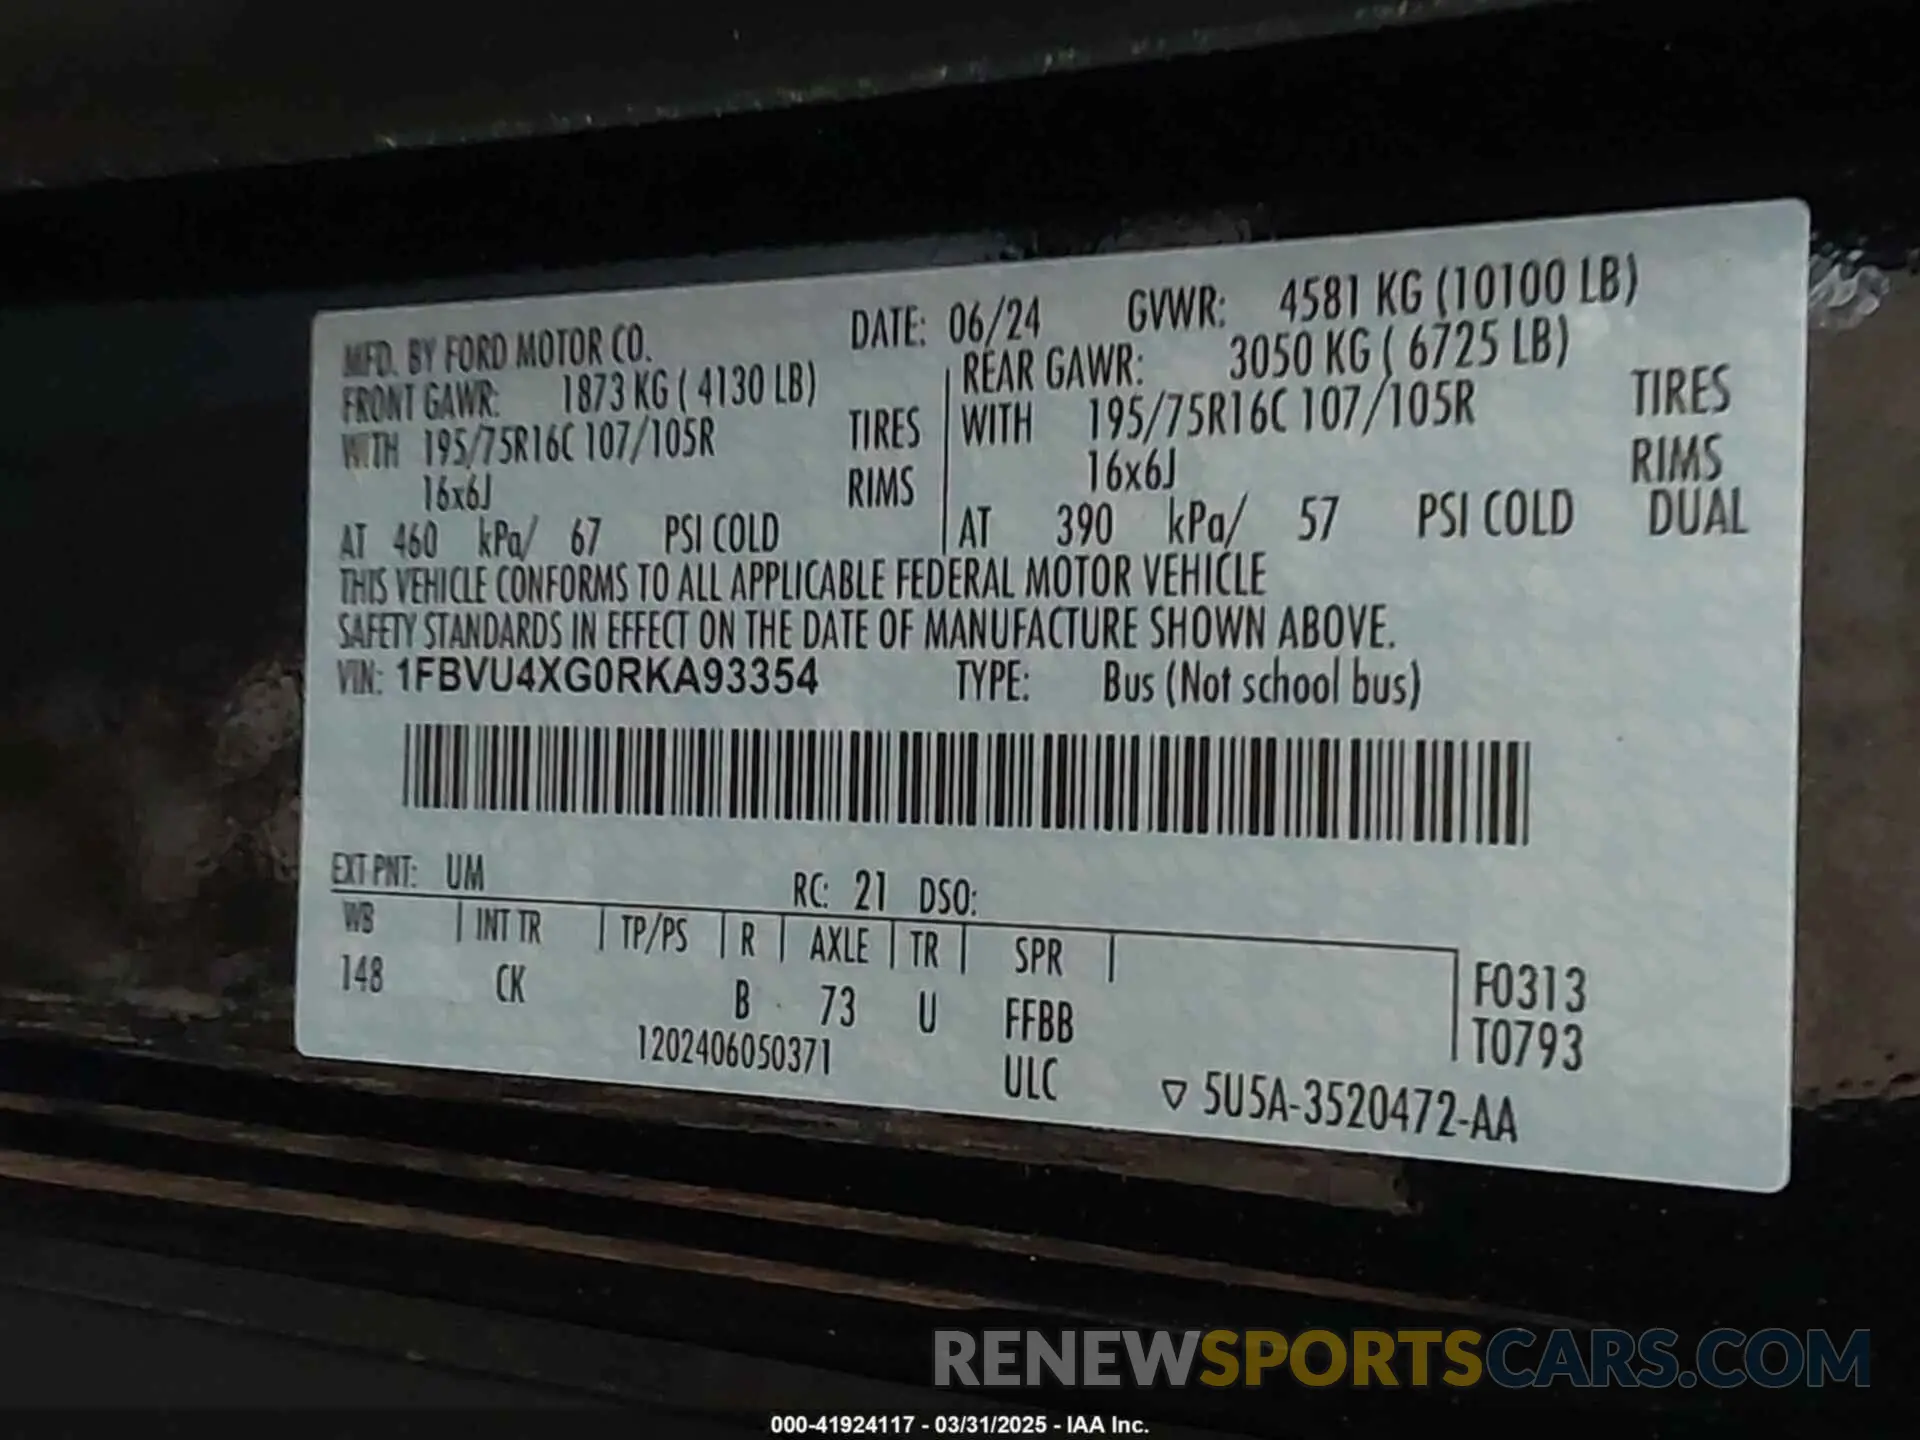 MFD. BY FORD MOTOR CO. DATE: 06/24 GVWR: 4581 KG (10100 LB)
FRONT GAWR: 1873 KG ( 4130 LB) REAR GAWR: 3050 KG ( 6725 LB)
WITH 195/75R16C 107/105R TIRES WITH 195/75R16C 107/105R TIRES
16x6J RIMS 16x6J RIMS
AT 460 kPa/ 67 PSI COLD AT 390 kPa/ 57 PSI COLD DUAL
THIS VEHICLE CONFORMS TO ALL APPLICABLE FEDERAL MOTOR VEHICLE
SAFETY STANDARDS IN EFFECT ON THE DATE OF MANUFACTURE SHOWN ABOVE.
VIN: 1FBVU4XG0RKA93354 TYPE: Bus (Not school bus)
EXT PNT: UM RC: 21 DSO:
WB INT TR TP/PS R AXLE TR SPR
148 CK B 73 U FFBB F0313
1202406050371 ULC T0793
▽ 5U5A-3520472-AA
RENEWSPORTSCARS.COM
000-41924117 - 03/31/2025 - IAA Inc.